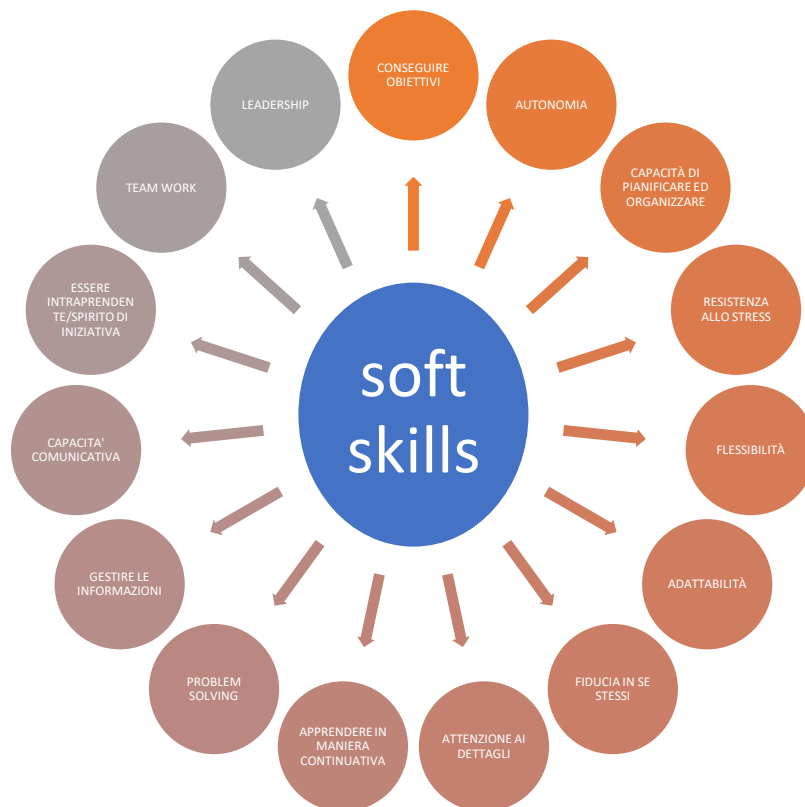 CONSEGUIRE
OBIETTIVI
AUTONOMIA
CAPACITÀ DI
PIANIFICARE ED
ORGANIZZARE
RESISTENZA
ALLO STRESS
FLESSIBILITÀ
ADATTABILITÀ
FIDUCIA IN SE
STESSI
ATTENZIONE AI
DETTAGLI
APPRENDERE IN
MANIERA
CONTINUATIVA
PROBLEM
SOLVING
GESTIRE LE
INFORMAZIONI
CAPACITA'
COMUNICATIVA
ESSERE
INTRAPRENDEN
TE/SPIRITO DI
INIZIATIVA
TEAM WORK
LEADERSHIP
soft
skills